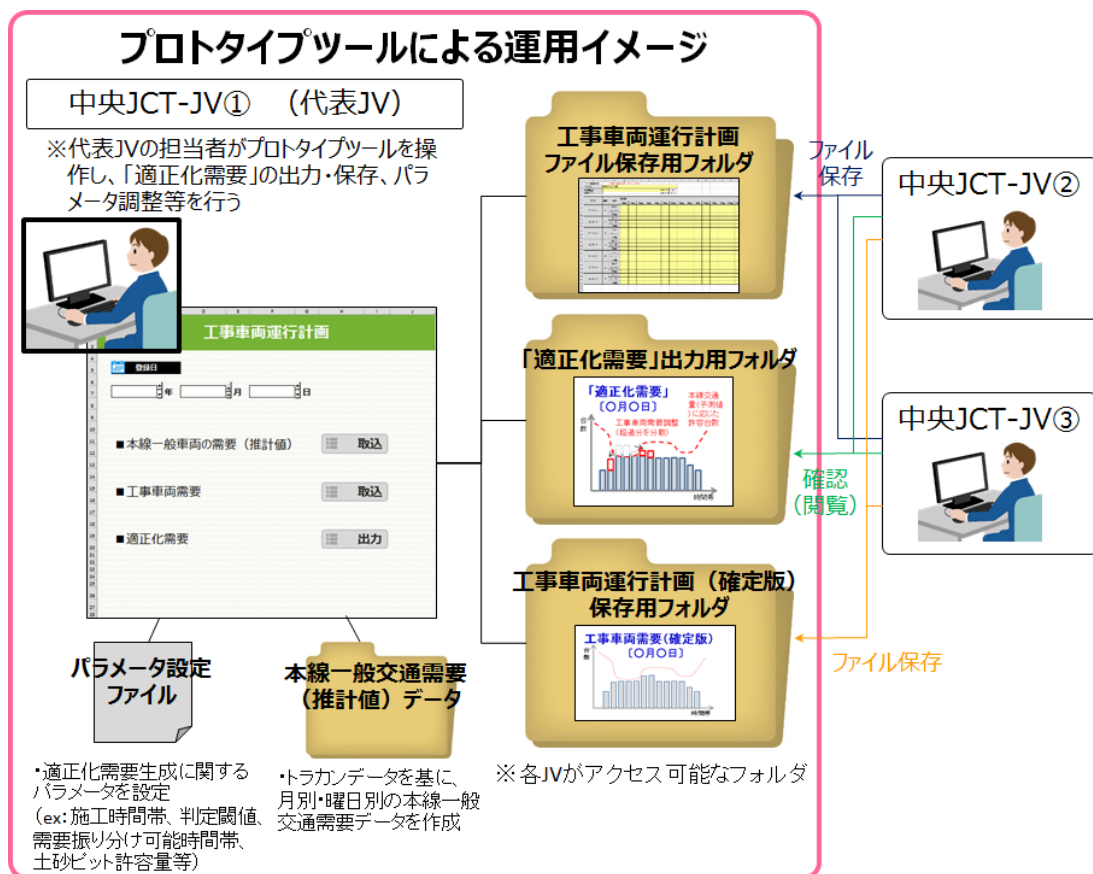 プロトタイプツールによる運用イメージ
中央JCT-JV① （代表JV）
※代表JVの担当者がプロトタイプツールを操
作し、「適正化需要」の出力・保存、パラ
メータ調整等を行う
工事車両運行計画
登録日
年 月 日
■本線一般車両の需要（推計値） 取込
■工事車両需要 取込
■適正化需要 出力
パラメータ設定
ファイル
・適正化需要生成に関する
パラメータを設定
（ex：施工時間帯、判定閾値、
需要振り分け可能時間帯、
土砂ピット許容量等）
本線一般交通需要
（推計値）データ
・トラカンデータを基に、
月別・曜日別の本線一般
交通需要データを作成
工事車両運行計画
ファイル保存用フォルダ
「適正化需要」出力用フォルダ
「適正化需要」
〔〇月〇日〕
台数
工事車両需要調整
（超過分を分散）
本線交通
量（予測値
）に応じた
許容台数
時間帯
工事車両運行計画（確定版）
保存用フォルダ
工事車両需要（確定版）
〔〇月〇日〕
台数
時間帯
※各JVがアクセス可能なフォルダ
ファイル
保存
中央JCT-JV②
中央JCT-JV③
確認
（閲覧）
ファイル保存